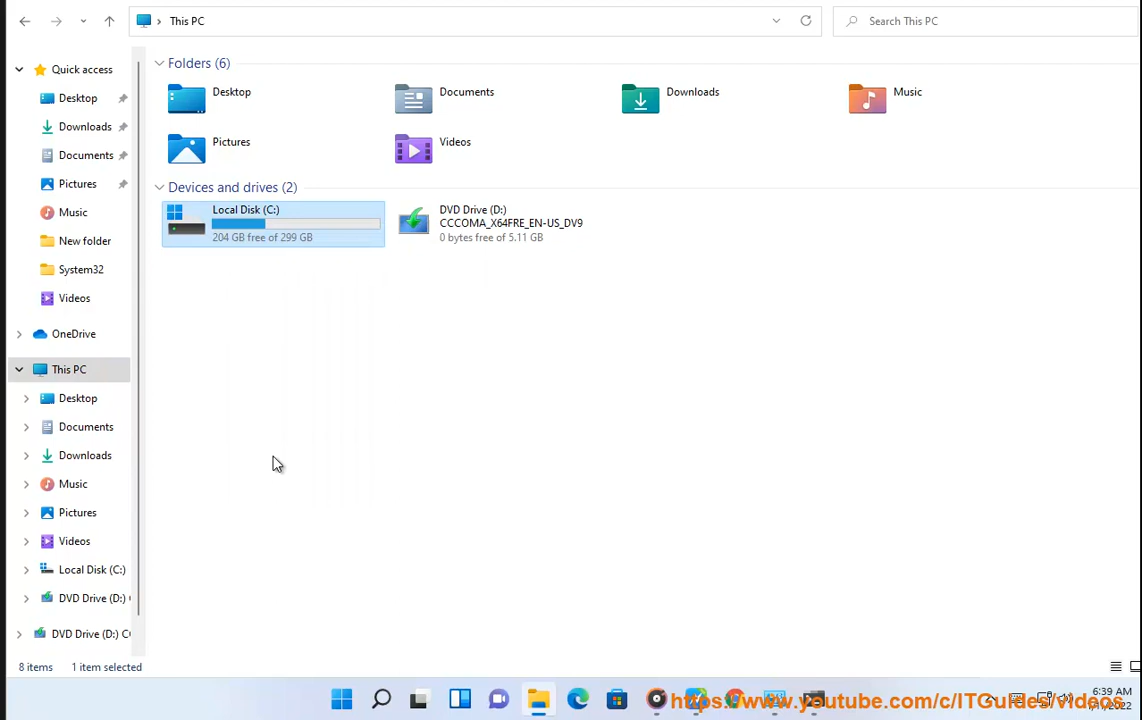 This PC
Search This PC
Quick access
Desktop
Downloads
Documents
Pictures
Music
New folder
System32
Videos
OneDrive
This PC
Desktop
Documents
Downloads
Music
Pictures
Videos
Local Disk (C:)
DVD Drive (D:)
DVD Drive (D:) C
Folders (6)
Desktop
Documents
Downloads
Music
Pictures
Videos
Devices and drives (2)
Local Disk (C:)
204 GB free of 299 GB
DVD Drive (D:)
CCCOMA_X64FRE_EN-US_DV9
0 bytes free of 5.11 GB
8 items
1 item selected
6:39 AM
https://www.youtube.com/c/ITGuides/videos